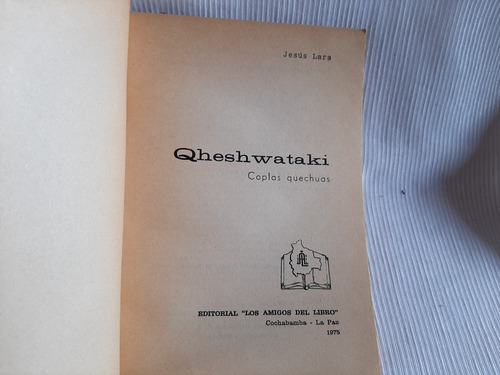 Jesús Lara
Qheshwataki
Coplas quechuas
EDITORIAL "LOS AMIGOS DEL LIBRO"
Cochabamba - La Paz
1975